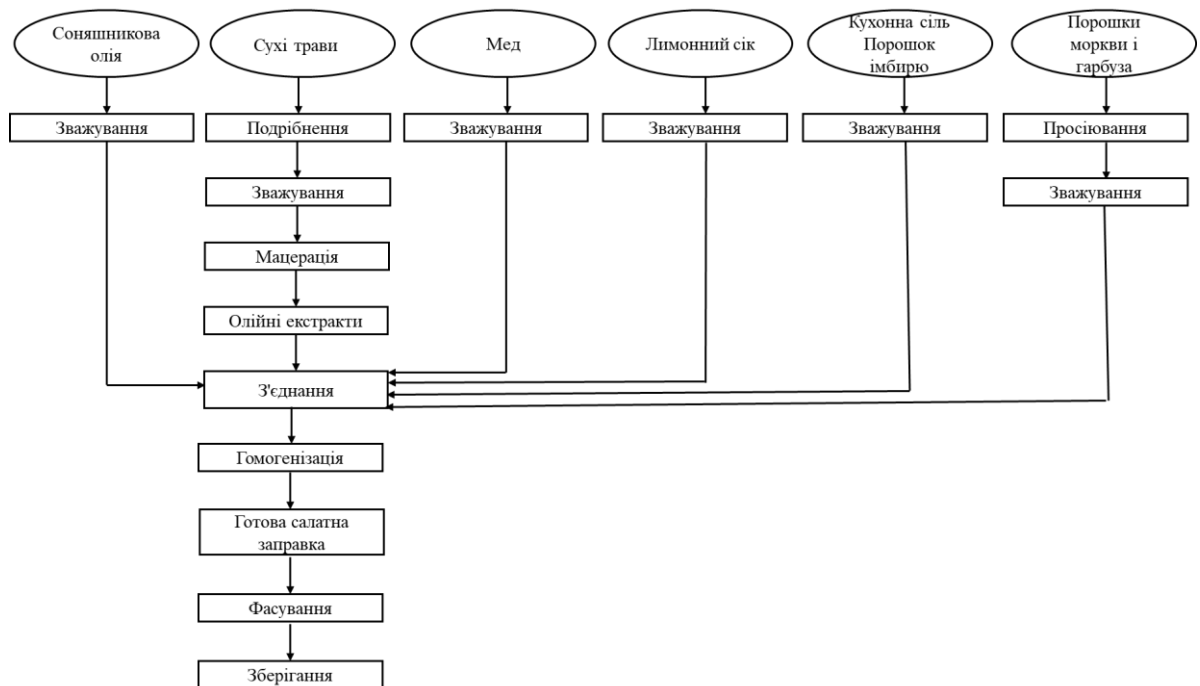 Соняшникова
олія
Сухі трави
Мед
Лимонний сік
Кухонна сіль
Порошок
імбирю
Порошки
моркви і
гарбуза
Зважування
Подрібнення
Зважування
Зважування
Зважування
Просіювання
Зважування
Зважування
Мацерація
Олійні екстракти
З'єднання
Гомогенізація
Готова салатна
заправка
Фасування
Зберігання